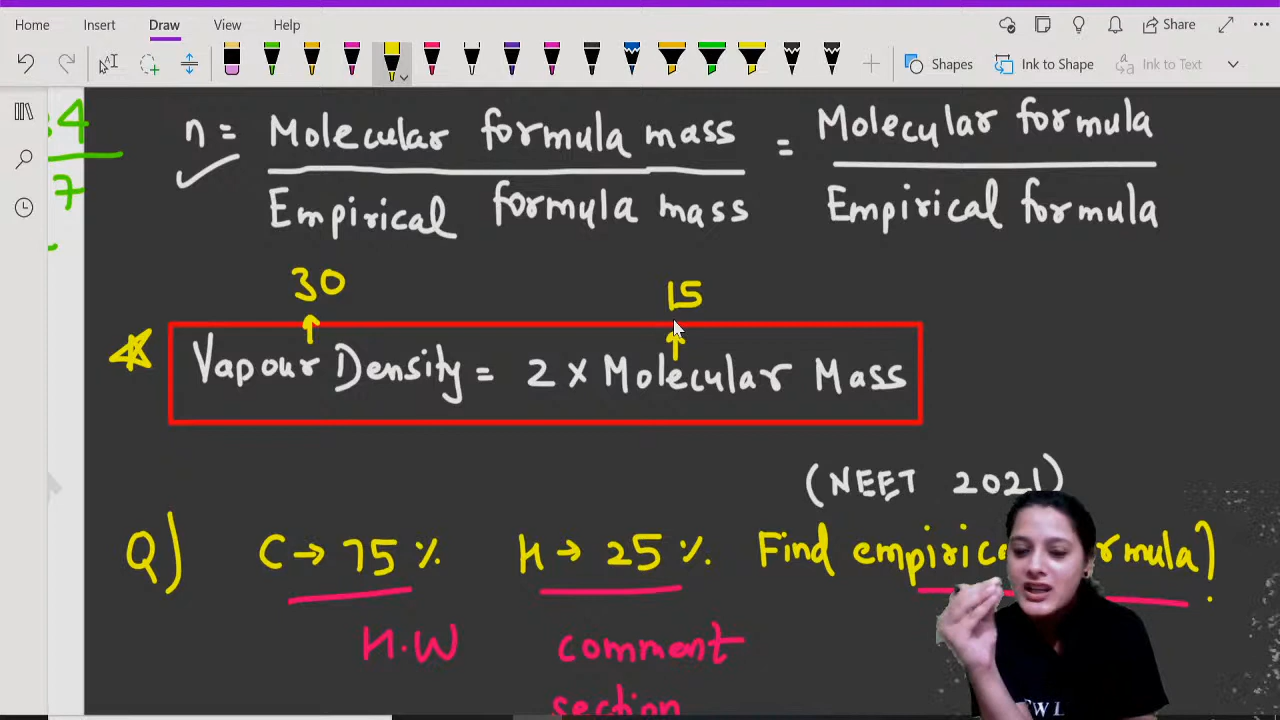 Home Insert Draw View Help Share
Shapes Ink to Shape Ink to Text
n = Molecular formula mass = Molecular formula
Empirical formula mass Empirical formula
30 15
Vapour Density = 2 × Molecular Mass
(NEET 2021)
Q) C → 75 % H → 25 % Find empirical formula?
H.W comment
section